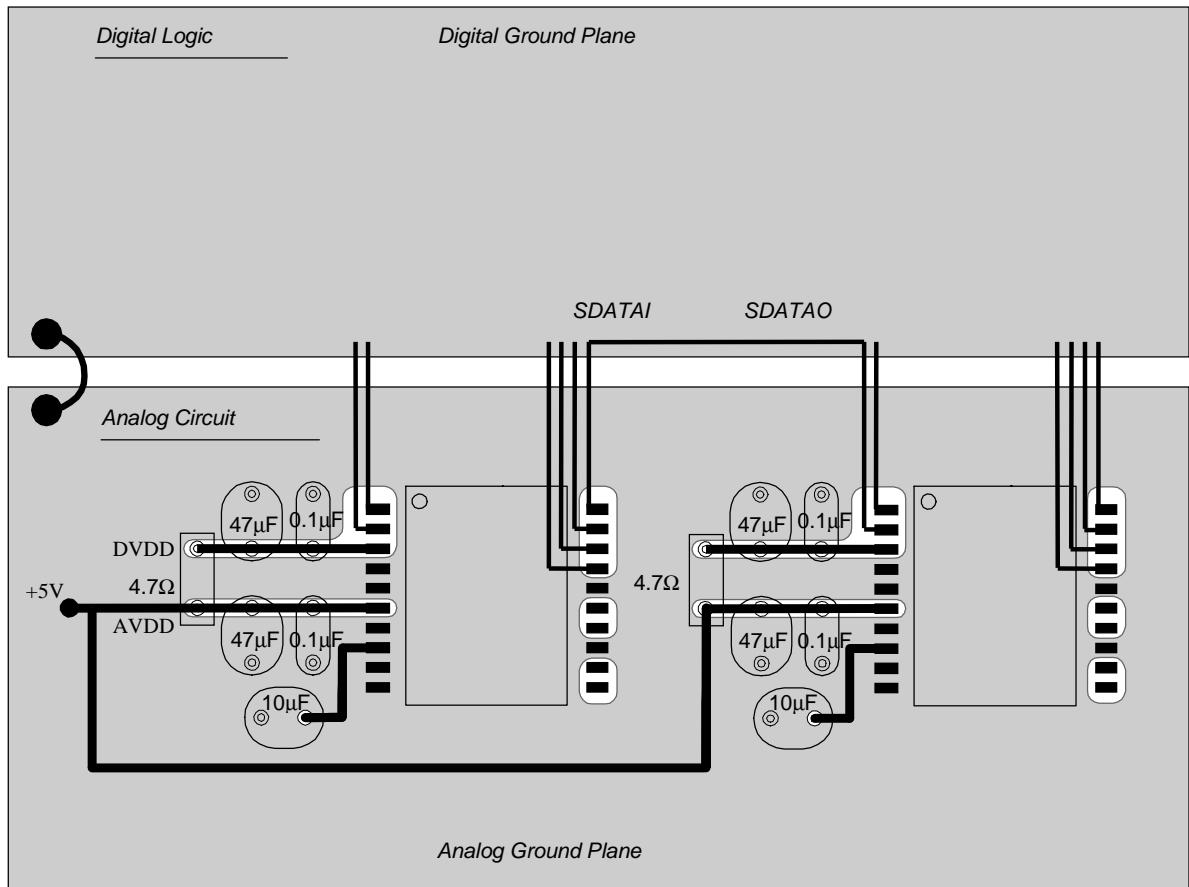 Digital Logic
Digital Ground Plane
SDATAI
SDATAO
Analog Circuit
47µF
0.1µF
DVDD
4.7Ω
+5V
AVDD
47µF
0.1µF
10µF
47µF
0.1µF
4.7Ω
47µF
0.1µF
10µF
Analog Ground Plane